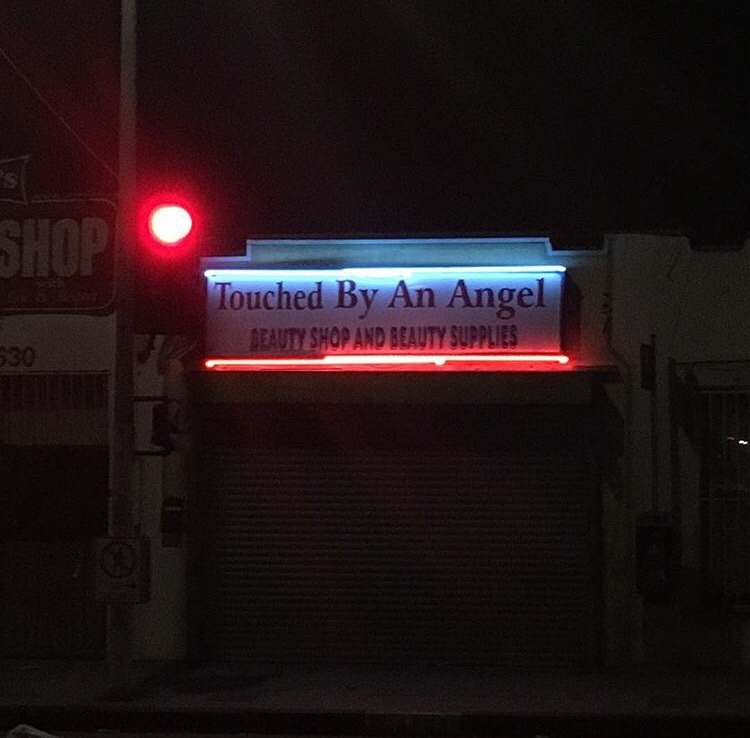 's
SHOP
630
Touched By An Angel
BEAUTY SHOP AND BEAUTY SUPPLIES